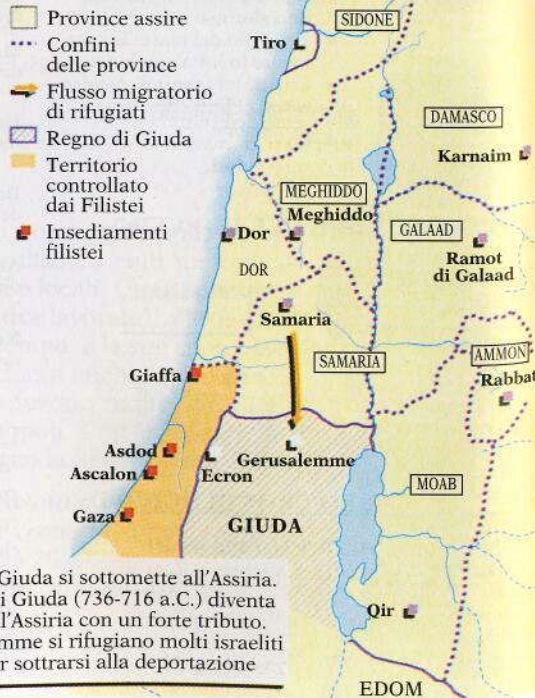 Province assire
Confini
delle province
Flusso migratorio
di rifugiati
Regno di Giuda
Territorio
controllato
dai Filistei
Insediamenti
filistei
SIDONE
Tiro
DAMASCO
Karnaim
MEGHIDDO
Meghiddo
GALAAD
Dor
Ramot
di Galaad
DOR
Samaria
SAMARIA
AMMON
Giaffa
Rabbat
Asdod
Ecron
Gerusalemme
Ascalon
MOAB
Gaza
GIUDA
Giuda si sottomette all'Assiria.
i Giuda (736-716 a.C.) diventa
l'Assiria con un forte tributo.
mme si rifugiano molti israeliti
r sottrarsi alla deportazione
Qir
EDOM